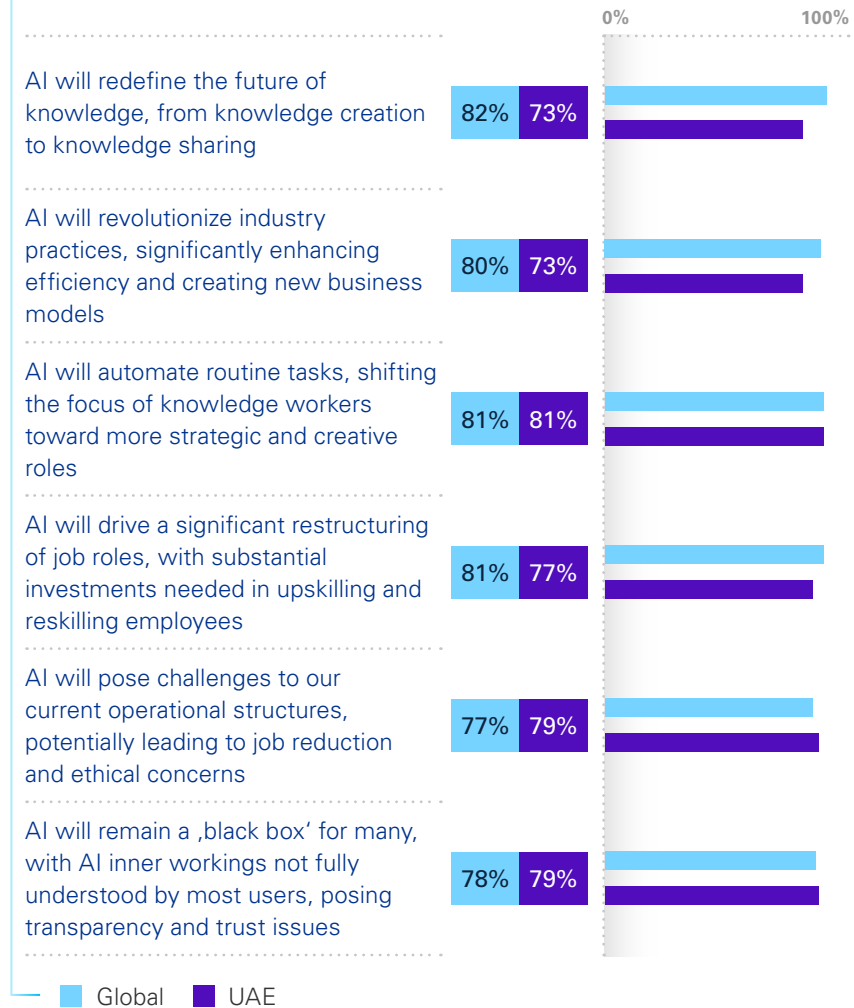 0% 100%
AI will redefine the future of
knowledge, from knowledge creation
to knowledge sharing
82% 73%
AI will revolutionize industry
practices, significantly enhancing
efficiency and creating new business
models
80% 73%
AI will automate routine tasks, shifting
the focus of knowledge workers
toward more strategic and creative
roles
81% 81%
AI will drive a significant restructuring
of job roles, with substantial
investments needed in upskilling and
reskilling employees
81% 77%
AI will pose challenges to our
current operational structures,
potentially leading to job reduction
and ethical concerns
77% 79%
AI will remain a ‚black box‘ for many,
with AI inner workings not fully
understood by most users, posing
transparency and trust issues
78% 79%
Global UAE